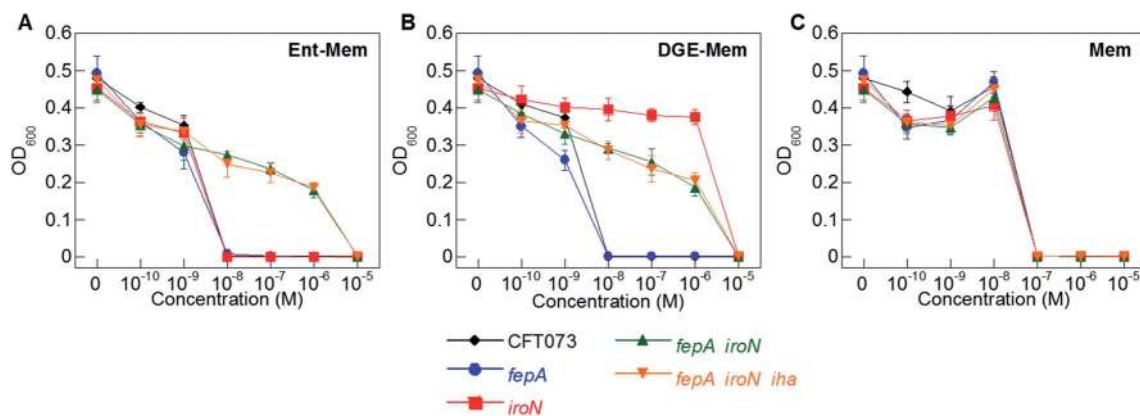 A
Ent-Mem
OD₆₀₀
0.6
0.5
0.4
0.3
0.2
0.1
0
0 10⁻¹⁰ 10⁻⁹ 10⁻⁸ 10⁻⁷ 10⁻⁶ 10⁻⁵
Concentration (M)
B
DGE-Mem
OD₆₀₀
0.6
0.5
0.4
0.3
0.2
0.1
0
0 10⁻¹⁰ 10⁻⁹ 10⁻⁸ 10⁻⁷ 10⁻⁶ 10⁻⁵
Concentration (M)
C
Mem
OD₆₀₀
0.6
0.5
0.4
0.3
0.2
0.1
0
0 10⁻¹⁰ 10⁻⁹ 10⁻⁸ 10⁻⁷ 10⁻⁶ 10⁻⁵
Concentration (M)
CFT073
fepA
iroN
fepA iroN
fepA iroN iha